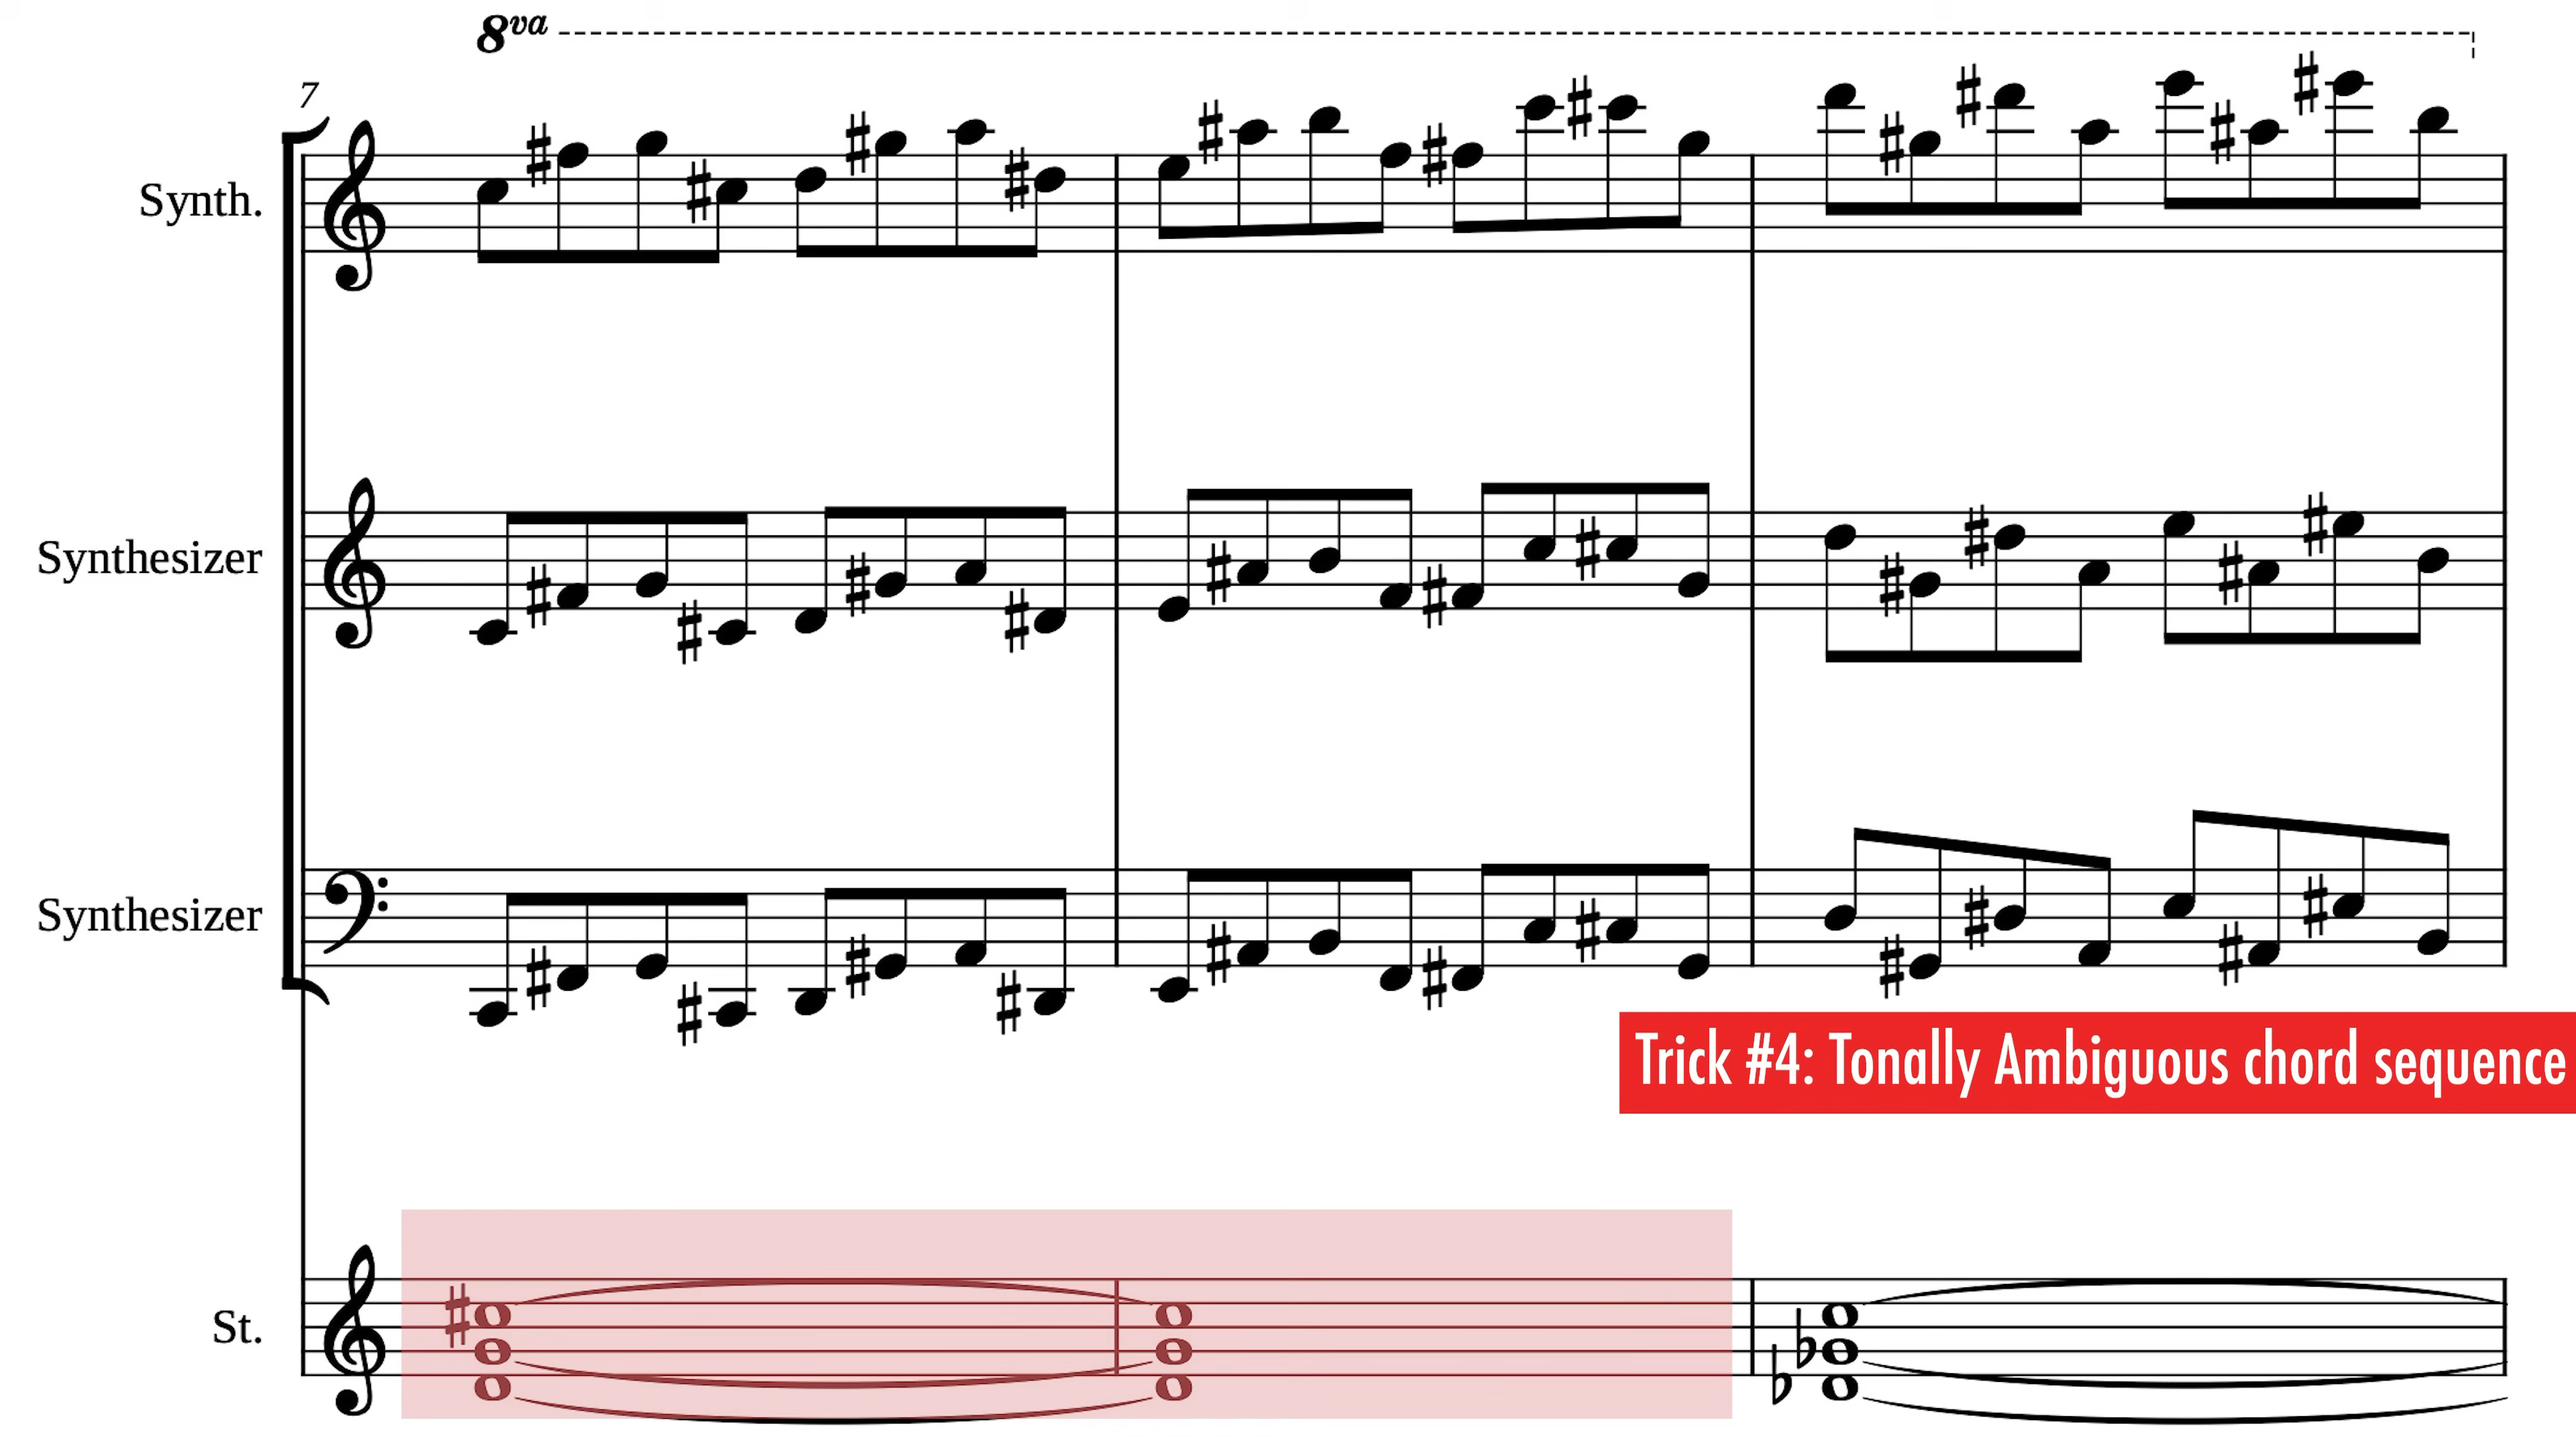 8va
7
Synth.
Synthesizer
Synthesizer
Trick #4: Tonally Ambiguous chord sequence
St.